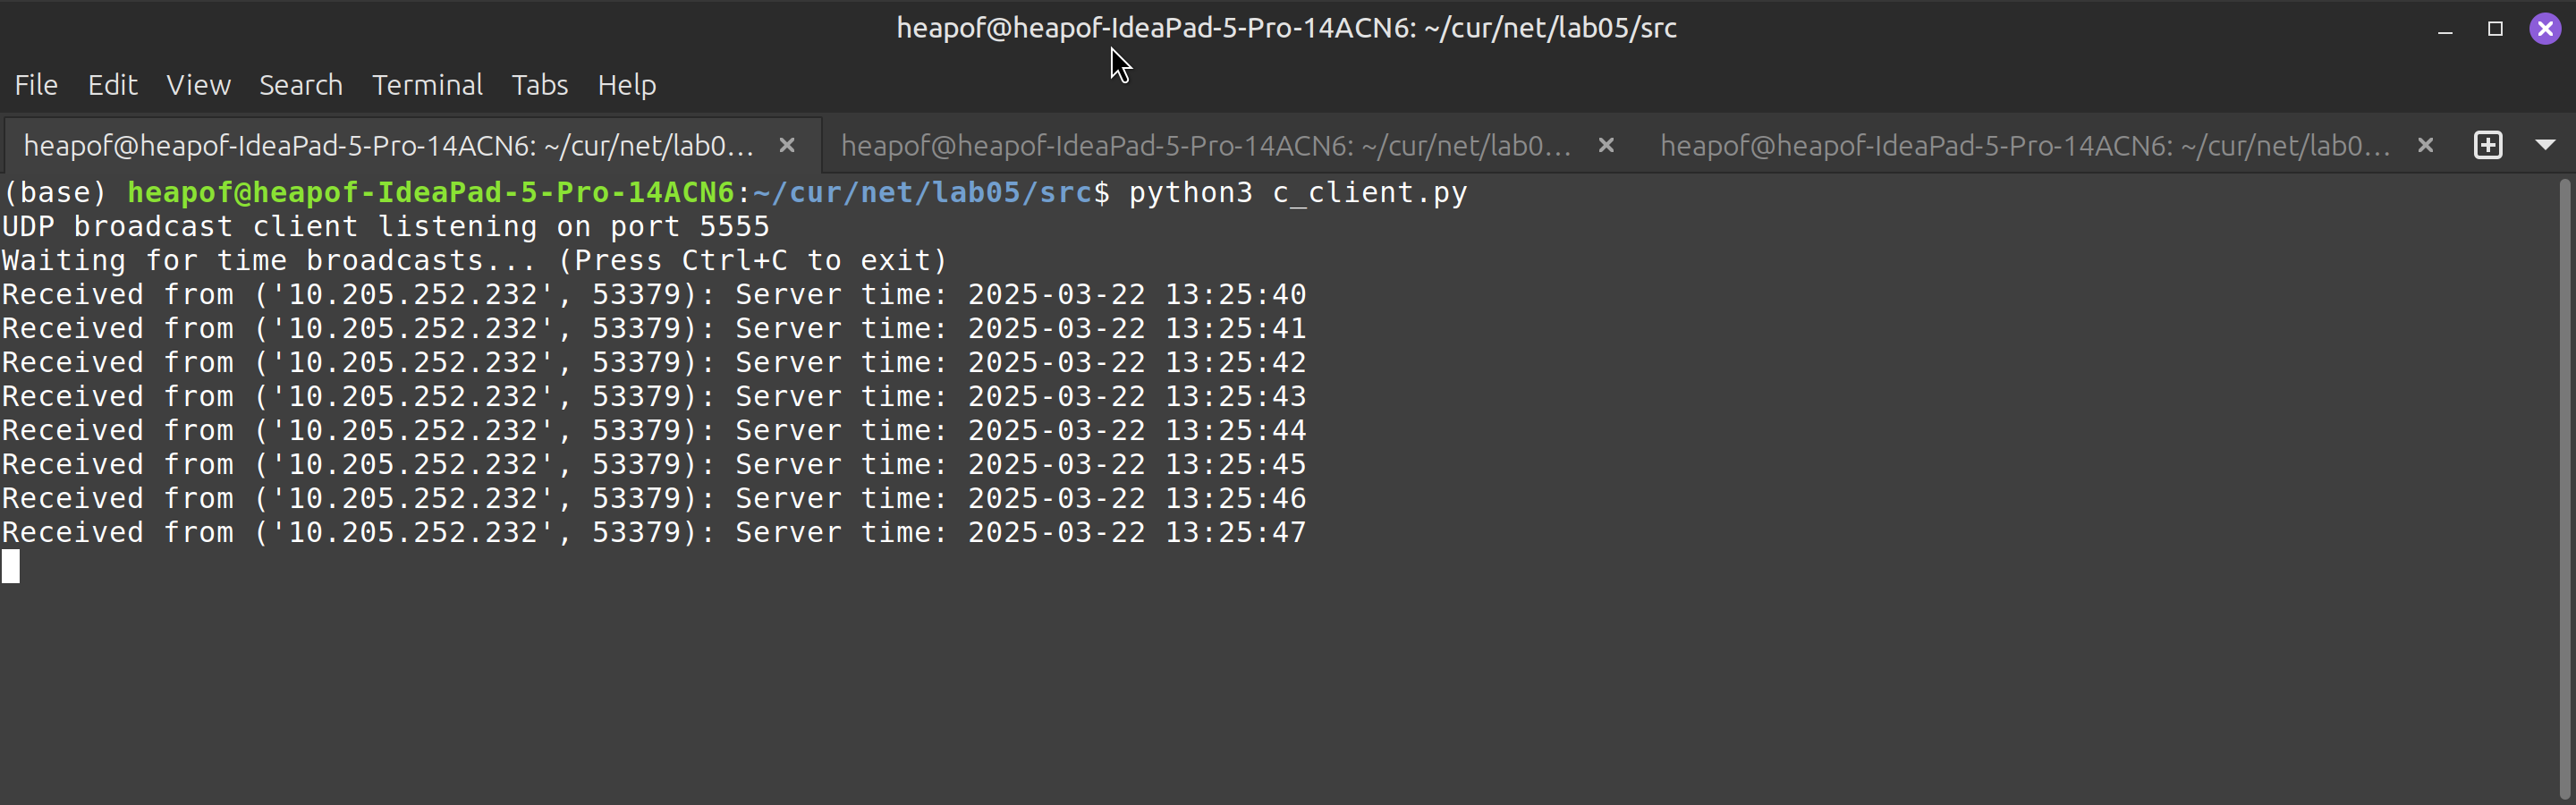 heapof@heapof-IdeaPad-5-Pro-14ACN6: ~/cur/net/lab05/src
File Edit View Search Terminal Tabs Help
heapof@heapof-IdeaPad-5-Pro-14ACN6: ~/cur/net/lab0… heapof@heapof-IdeaPad-5-Pro-14ACN6: ~/cur/net/lab0… heapof@heapof-IdeaPad-5-Pro-14ACN6: ~/cur/net/lab0…
(base) heapof@heapof-IdeaPad-5-Pro-14ACN6:~/cur/net/lab05/src$ python3 c_client.py
UDP broadcast client listening on port 5555
Waiting for time broadcasts... (Press Ctrl+C to exit)
Received from ('10.205.252.232', 53379): Server time: 2025-03-22 13:25:40
Received from ('10.205.252.232', 53379): Server time: 2025-03-22 13:25:41
Received from ('10.205.252.232', 53379): Server time: 2025-03-22 13:25:42
Received from ('10.205.252.232', 53379): Server time: 2025-03-22 13:25:43
Received from ('10.205.252.232', 53379): Server time: 2025-03-22 13:25:44
Received from ('10.205.252.232', 53379): Server time: 2025-03-22 13:25:45
Received from ('10.205.252.232', 53379): Server time: 2025-03-22 13:25:46
Received from ('10.205.252.232', 53379): Server time: 2025-03-22 13:25:47